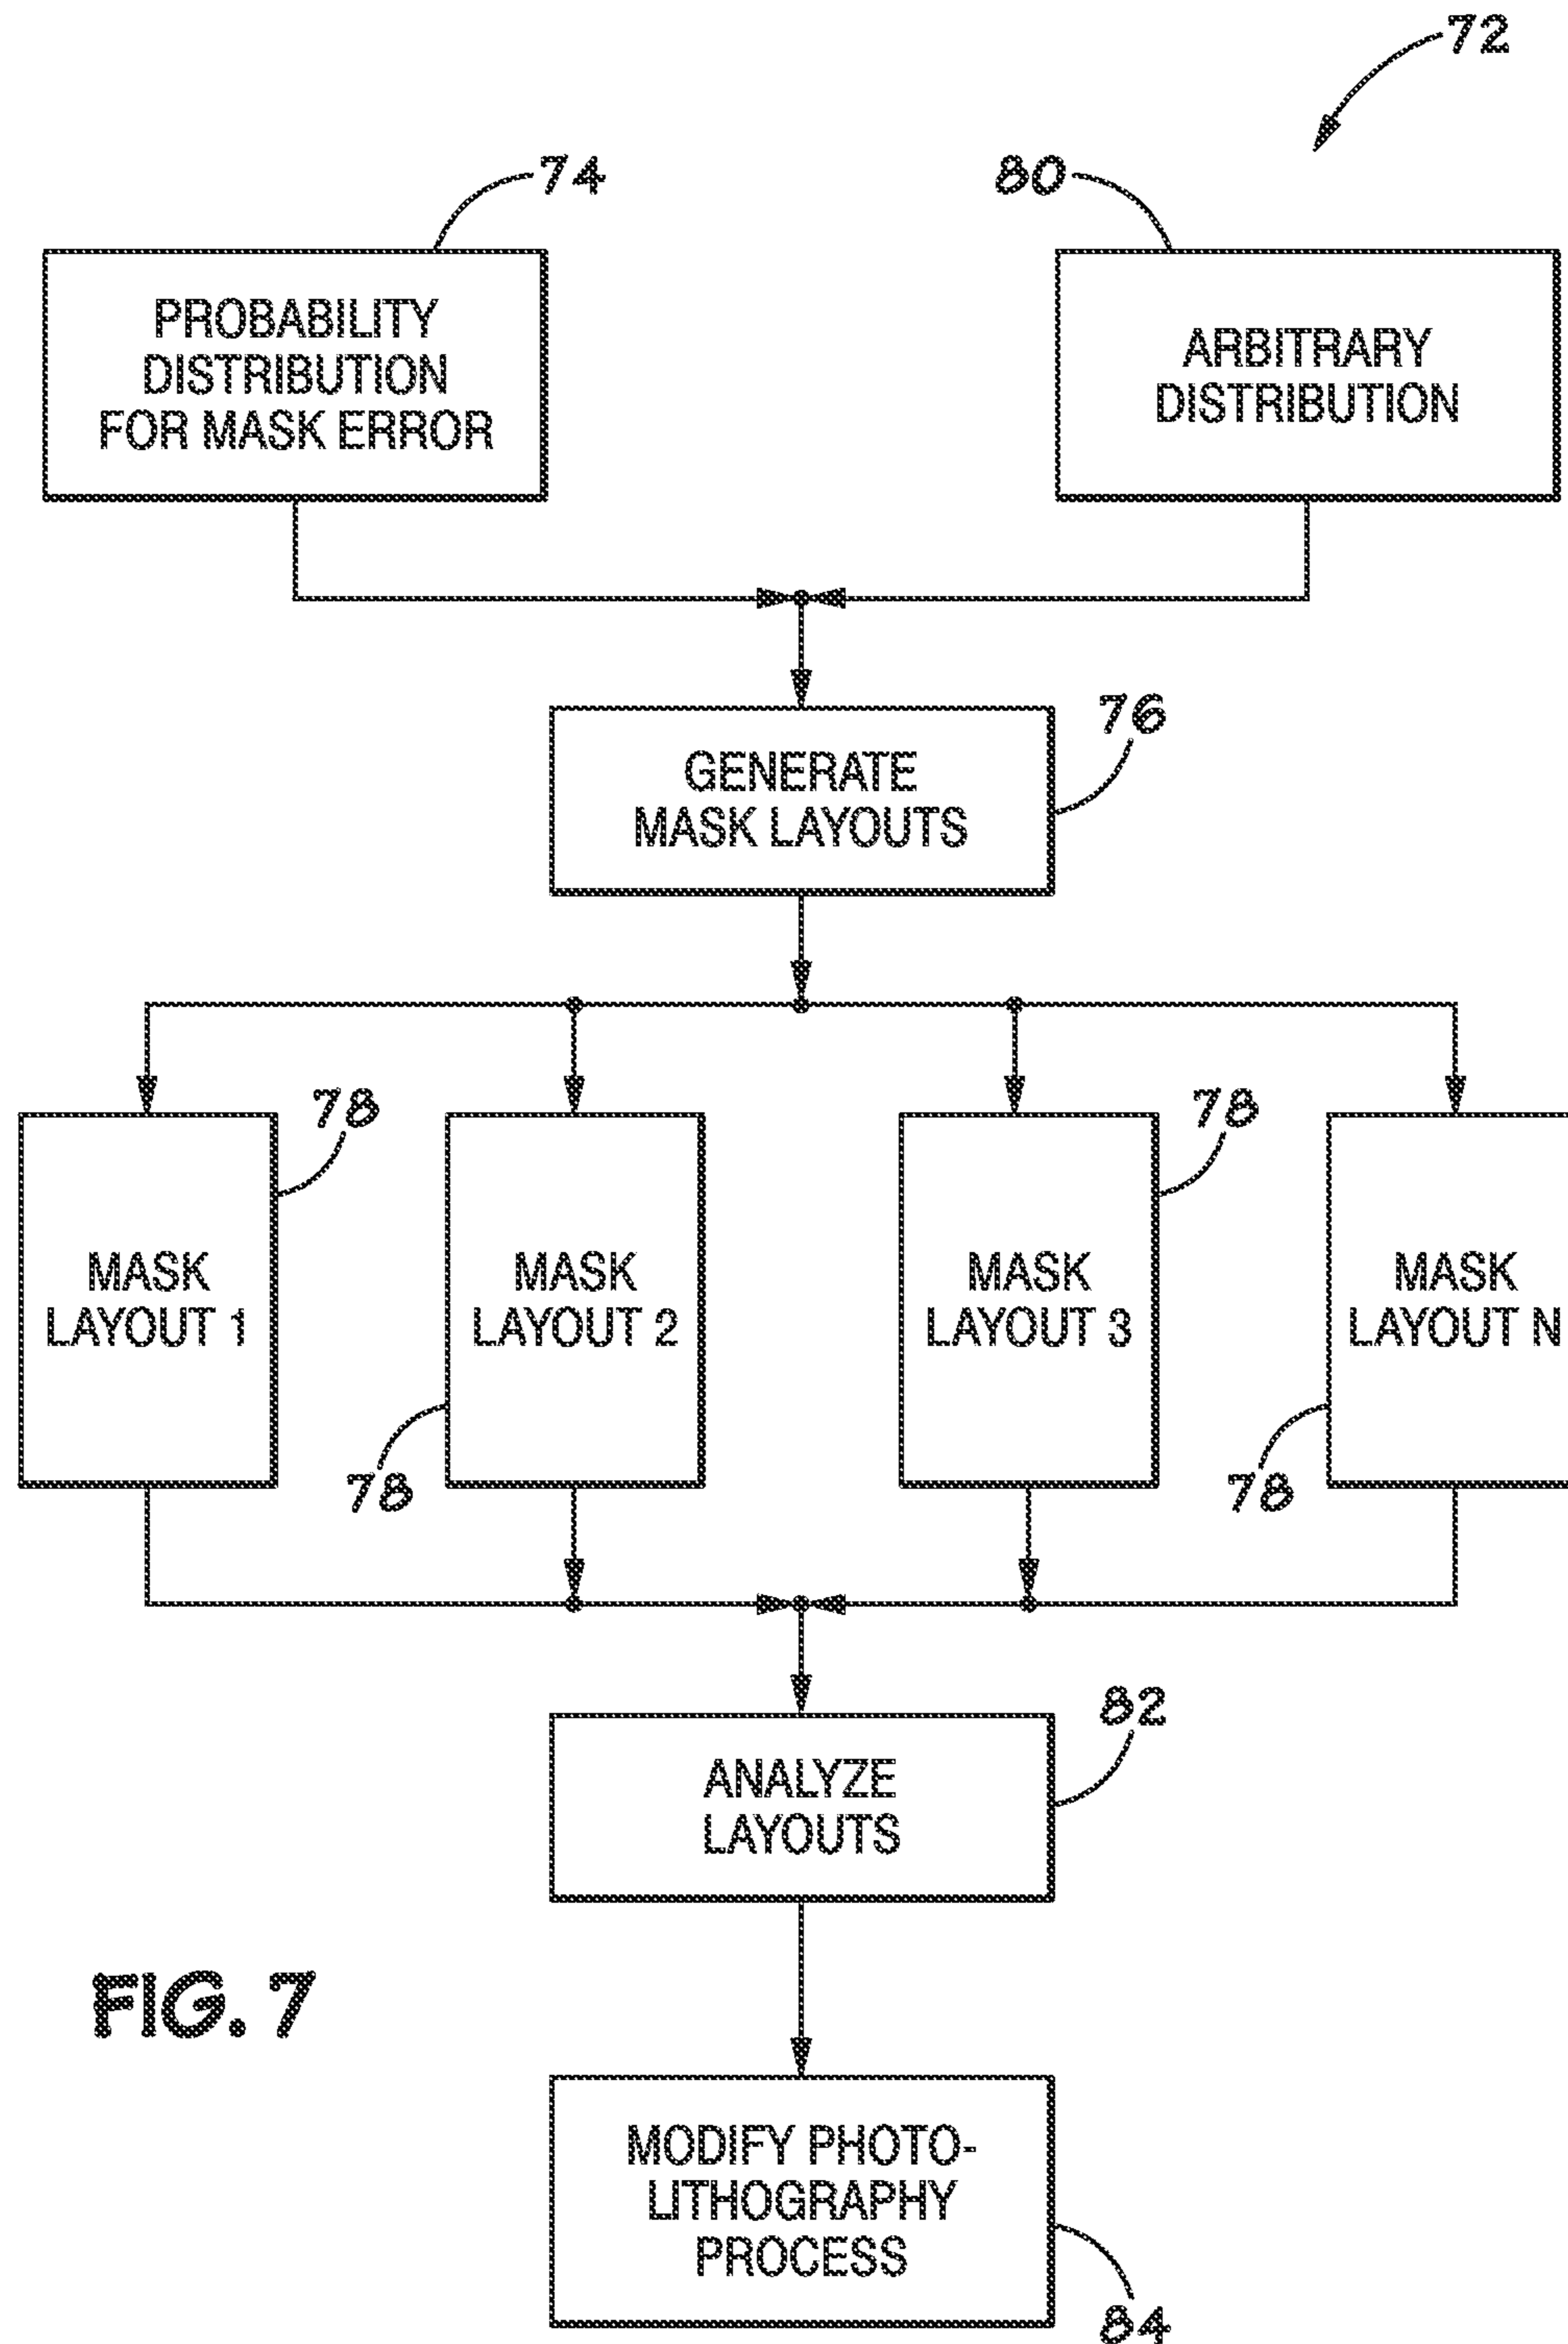 72
74
80
PROBABILITY
DISTRIBUTION
FOR MASK ERROR
ARBITRARY
DISTRIBUTION
76
GENERATE
MASK LAYOUTS
78
78
MASK
LAYOUT 1
MASK
LAYOUT 2
MASK
LAYOUT 3
MASK
LAYOUT N
78
78
82
ANALYZE
LAYOUTS
FIG. 7
MODIFY PHOTO-
LITHOGRAPHY
PROCESS
84